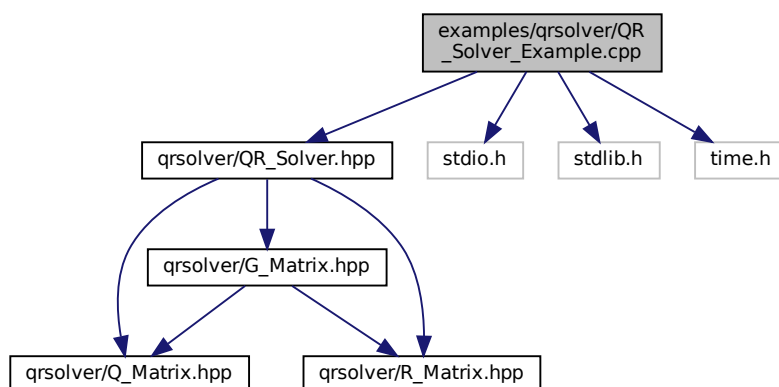 examples/qrsolver/QR
_Solver_Example.cpp
qrsolver/QR_Solver.hpp
stdio.h
stdlib.h
time.h
qrsolver/G_Matrix.hpp
qrsolver/Q_Matrix.hpp
qrsolver/R_Matrix.hpp